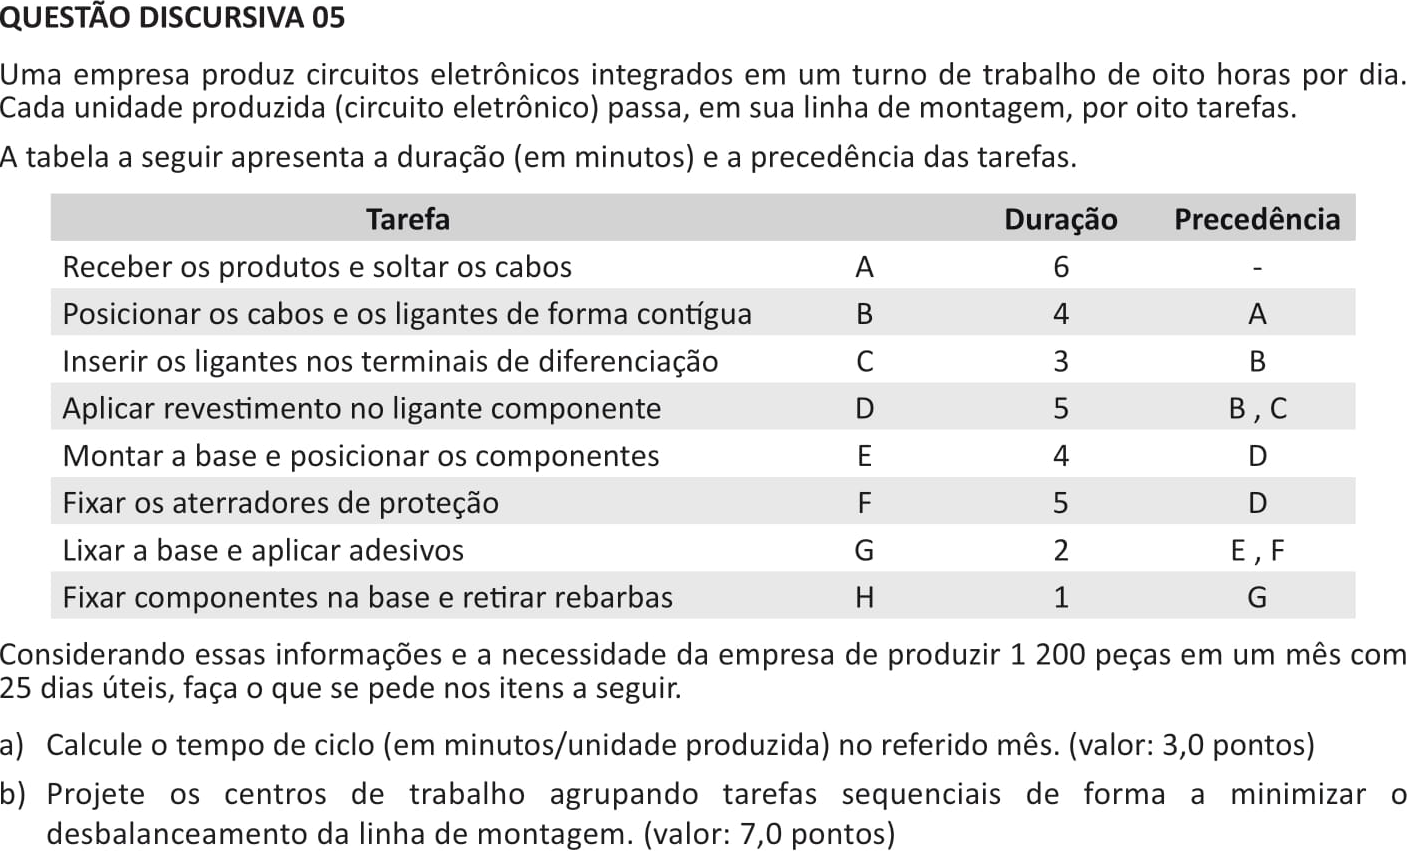 QUESTÃO DISCURSIVA 05
Uma empresa produz circuitos eletrônicos integrados em um turno de trabalho de oito horas por dia.
Cada unidade produzida (circuito eletrônico) passa, em sua linha de montagem, por oito tarefas.
A tabela a seguir apresenta a duração (em minutos) e a precedência das tarefas.
Tarefa Duração Precedência
Receber os produtos e soltar os cabos A 6 -
Posicionar os cabos e os ligantes de forma contígua B 4 A
Inserir os ligantes nos terminais de diferenciação C 3 B
Aplicar revestimento no ligante componente D 5 B , C
Montar a base e posicionar os componentes E 4 D
Fixar os aterradores de proteção F 5 D
Lixar a base e aplicar adesivos G 2 E , F
Fixar componentes na base e retirar rebarbas H 1 G
Considerando essas informações e a necessidade da empresa de produzir 1 200 peças em um mês com
25 dias úteis, faça o que se pede nos itens a seguir.
a) Calcule o tempo de ciclo (em minutos/unidade produzida) no referido mês. (valor: 3,0 pontos)
b) Projete os centros de trabalho agrupando tarefas sequenciais de forma a minimizar o
desbalanceamento da linha de montagem. (valor: 7,0 pontos)